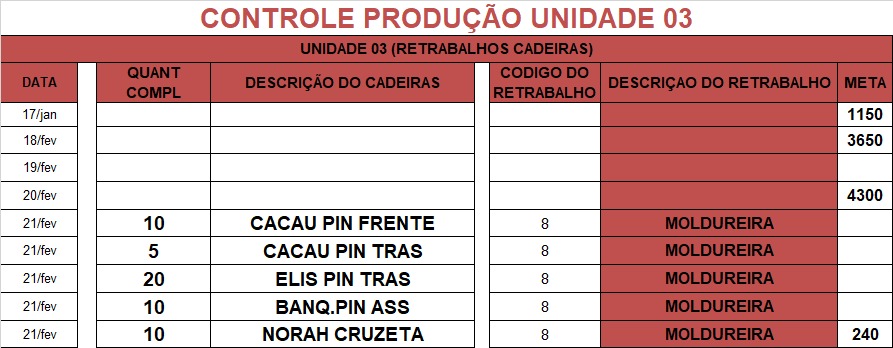 CONTROLE PRODUÇÃO UNIDADE 03
UNIDADE 03 (RETRABALHOS CADEIRAS)
DATA QUANT COMPL DESCRIÇÃO DO CADEIRAS CODIGO DO RETRABALHO DESCRIÇAO DO RETRABALHO META
17/jan 1150
18/fev 3650
19/fev
20/fev 4300
21/fev 10 CACAU PIN FRENTE 8 MOLDUREIRA
21/fev 5 CACAU PIN TRAS 8 MOLDUREIRA
21/fev 20 ELIS PIN TRAS 8 MOLDUREIRA
21/fev 10 BANQ.PIN ASS 8 MOLDUREIRA
21/fev 10 NORAH CRUZETA 8 MOLDUREIRA 240